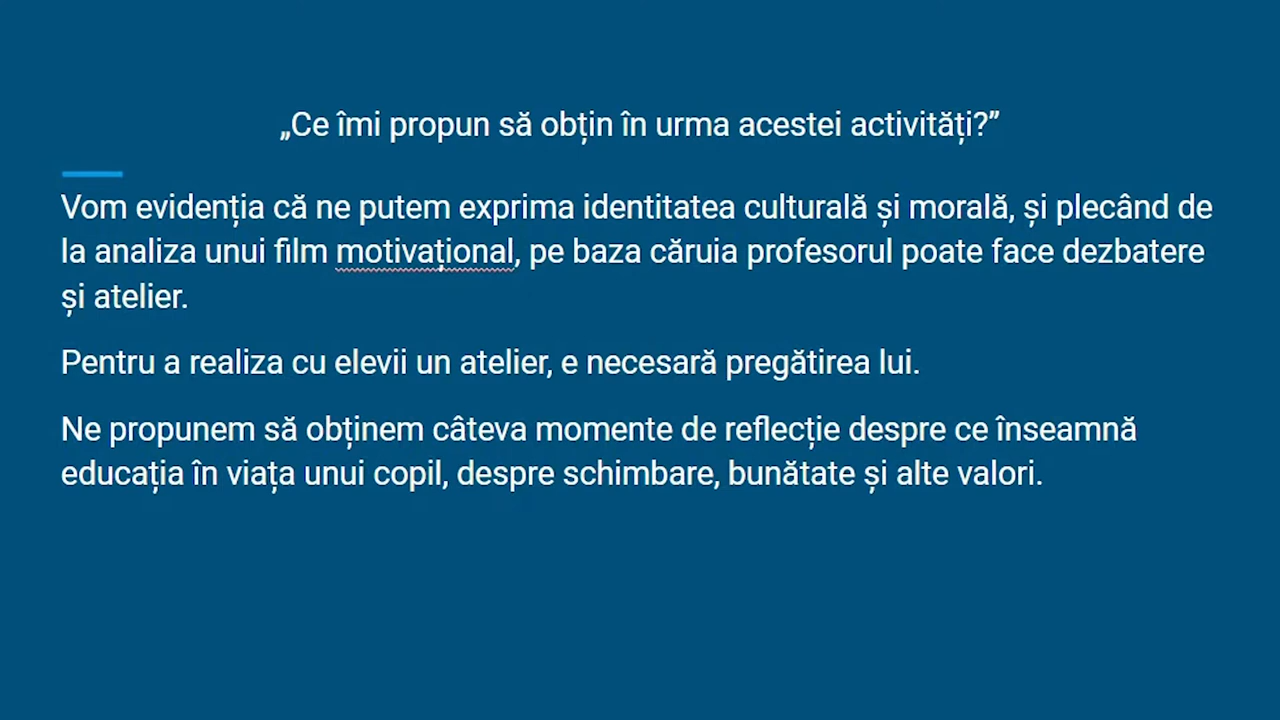 „Ce îmi propun să obțin în urma acestei activități?”
Vom evidenția că ne putem exprima identitatea culturală și morală, și plecând de
la analiza unui film motivațional, pe baza căruia profesorul poate face dezbatere
și atelier.
Pentru a realiza cu elevii un atelier, e necesară pregătirea lui.
Ne propunem să obținem câteva momente de reflecție despre ce înseamnă
educația în viața unui copil, despre schimbare, bunătate și alte valori.